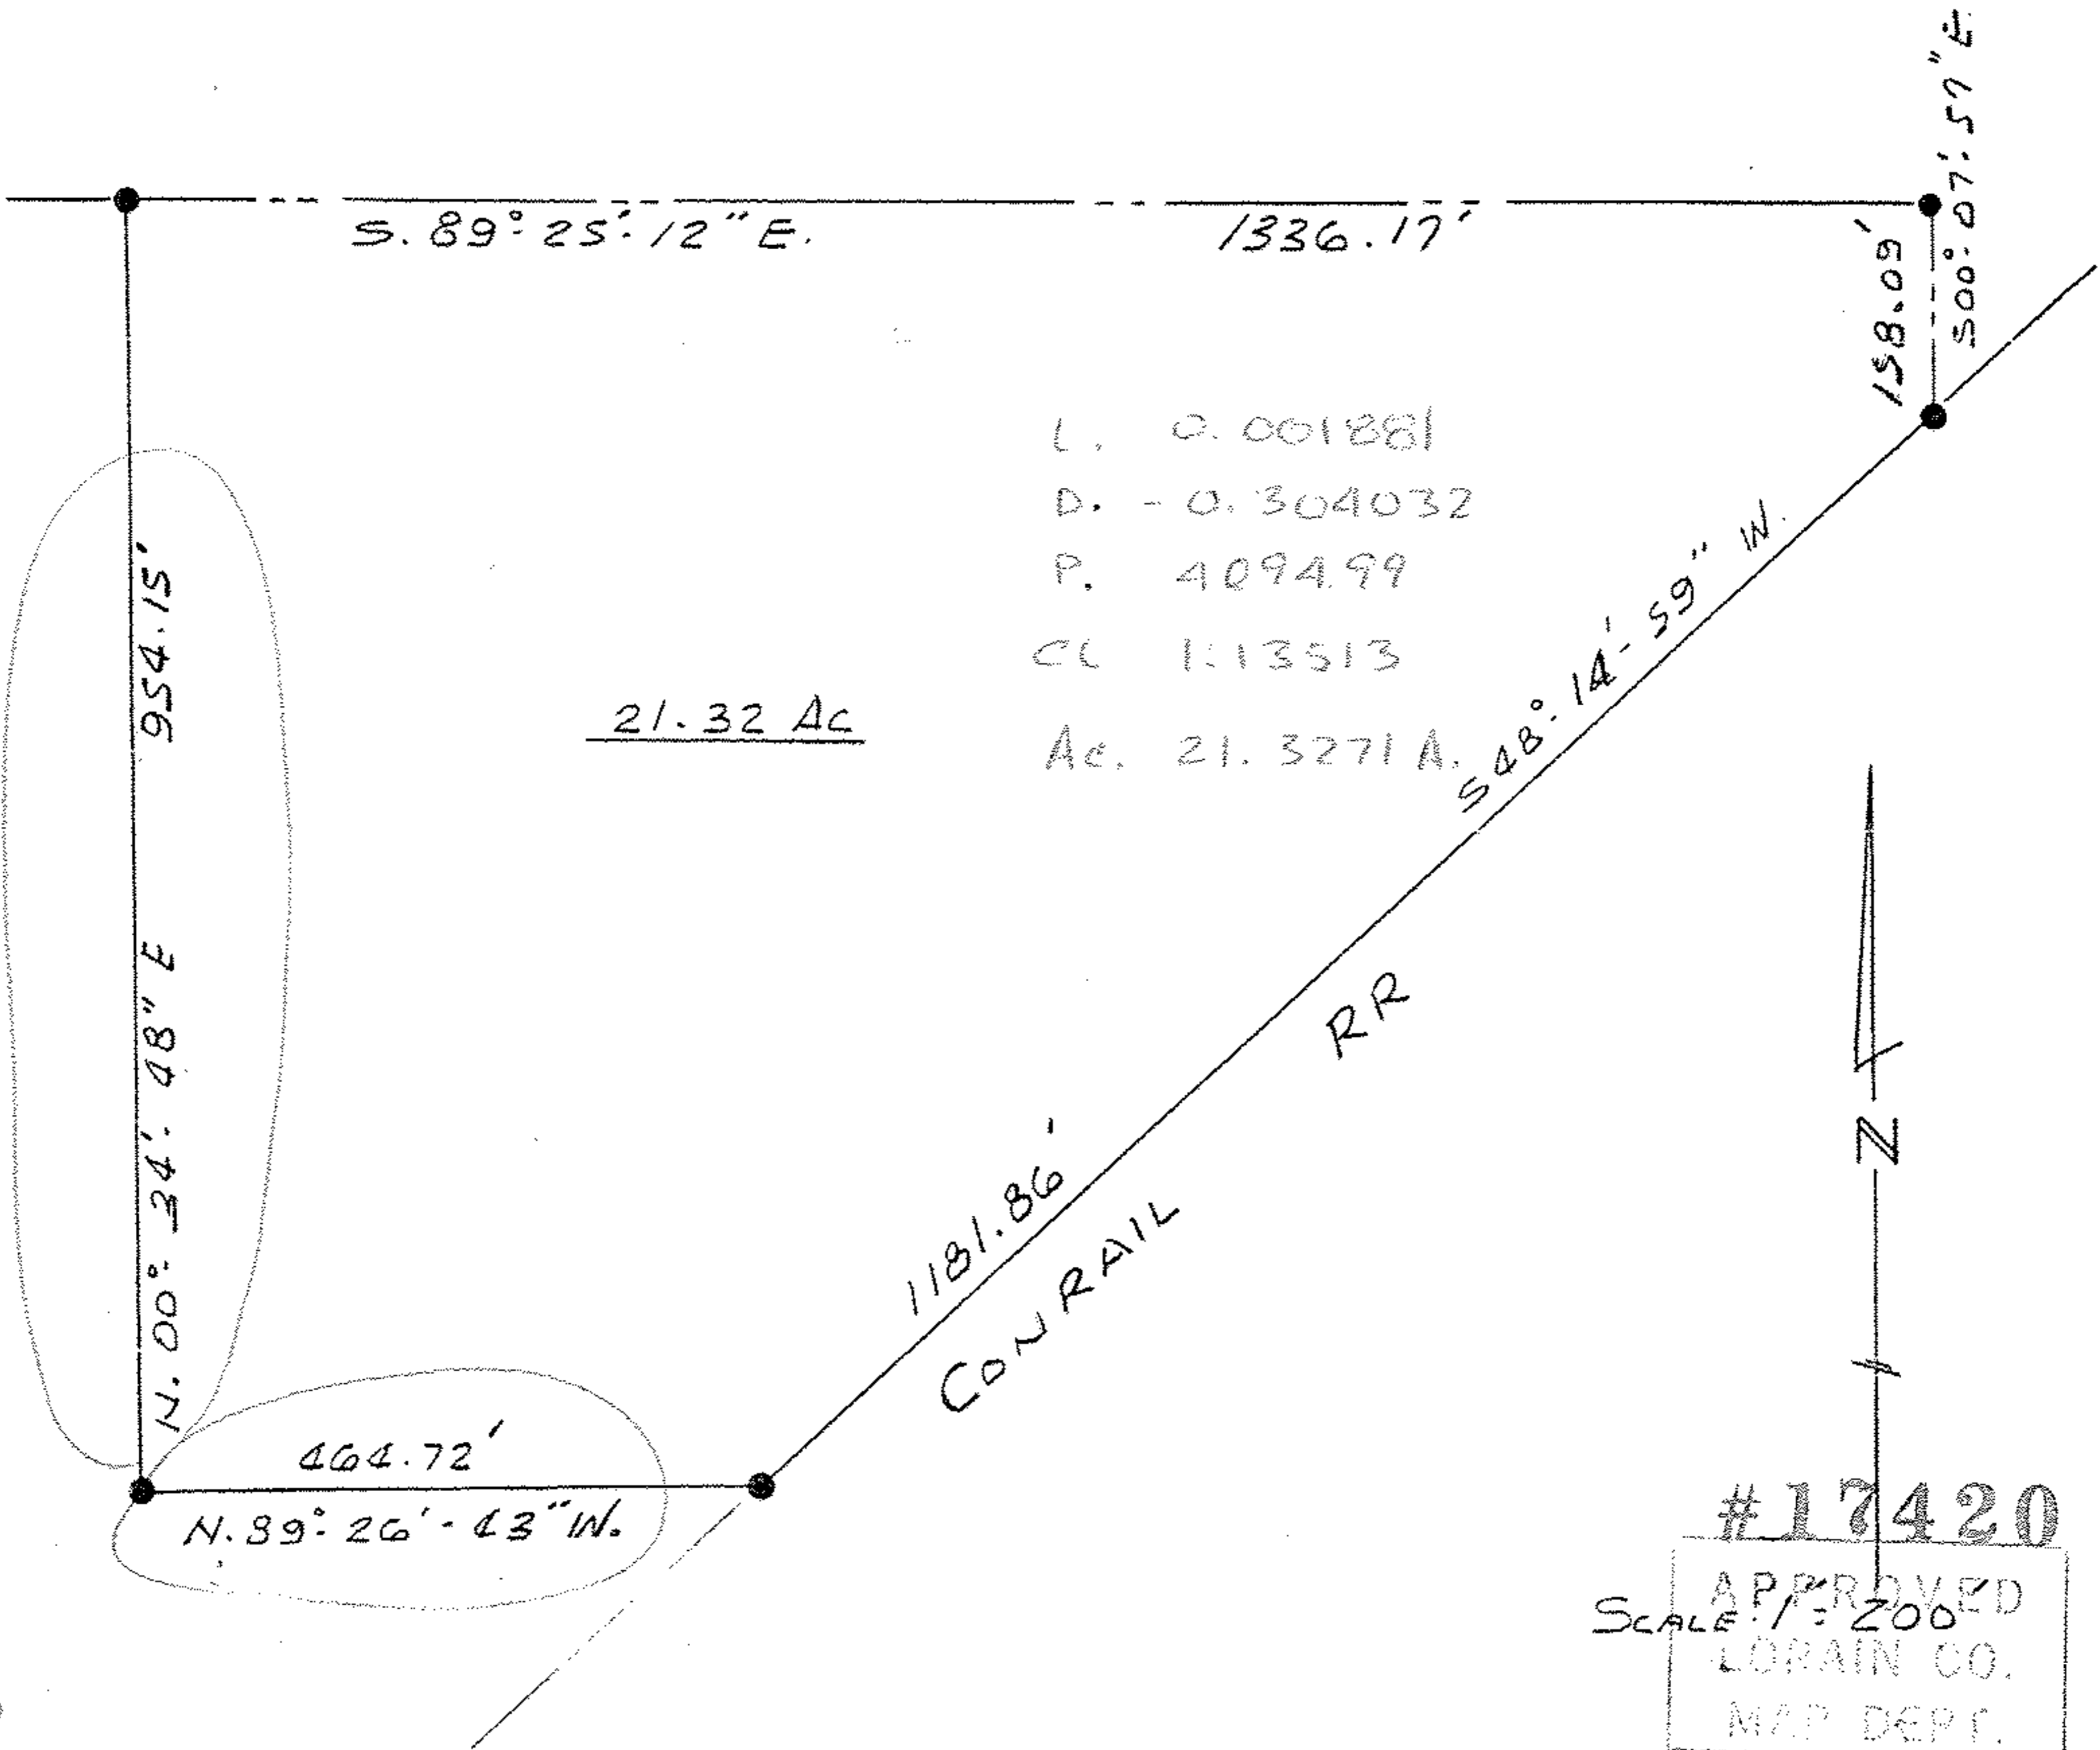 S. 89°-25'-12" E.
1336.17'
158.09'
S00°-07'-57" E.
L. 0.001881
D. -0.304032
P. 4094.99
CL 1:13513
Ac. 21.3271 A.
21.32 Ac
954.15'
N. 00°-34'-48" E
S48°-14'-59" W.
RR
1181.86'
CONRAIL
464.72'
N. 89°-26'-43" W.
N
#17420
APPROVED
SCALE: 1"=200'
LORAIN CO.
MAP DEPT.